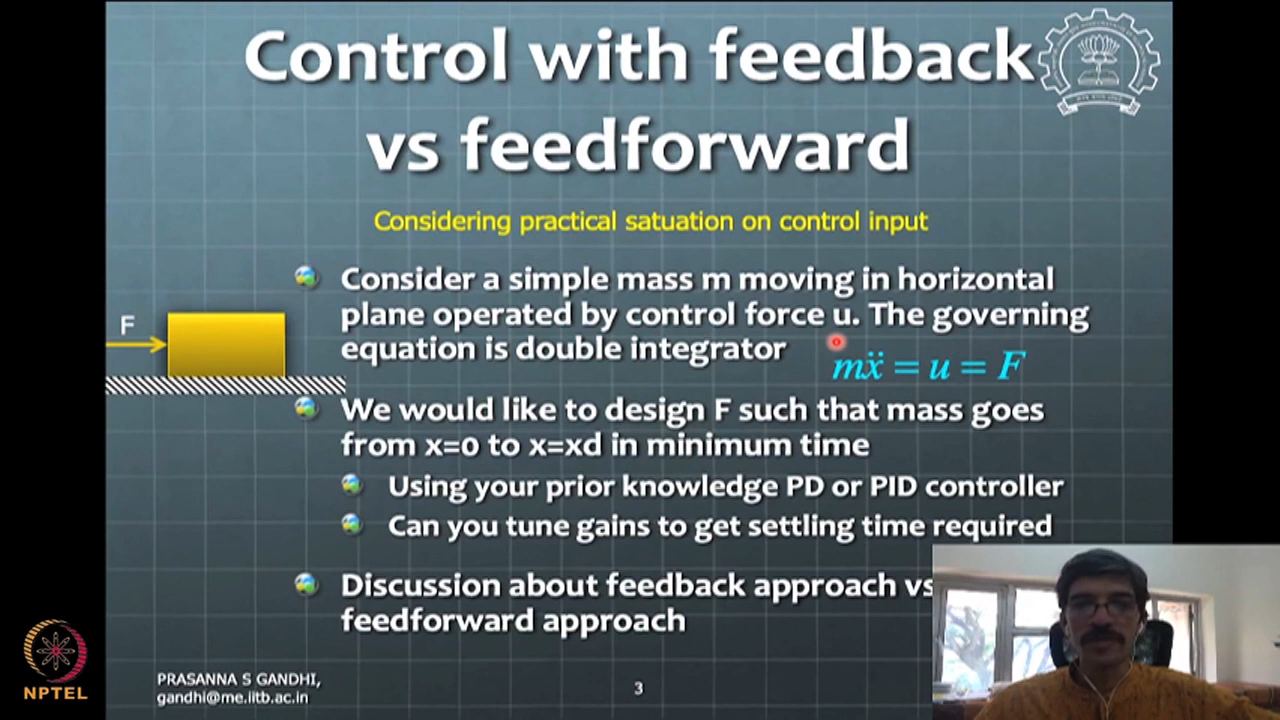 Control with feedback
vs feedforward
Considering practical satuation on control input
Consider a simple mass m moving in horizontal
plane operated by control force u. The governing
equation is double integrator
mẍ = u = F
F
We would like to design F such that mass goes
from x=0 to x=xd in minimum time
Using your prior knowledge PD or PID controller
Can you tune gains to get settling time required
Discussion about feedback approach vs
feedforward approach
NPTEL
PRASANNA S GANDHI,
gandhi@me.iitb.ac.in
3